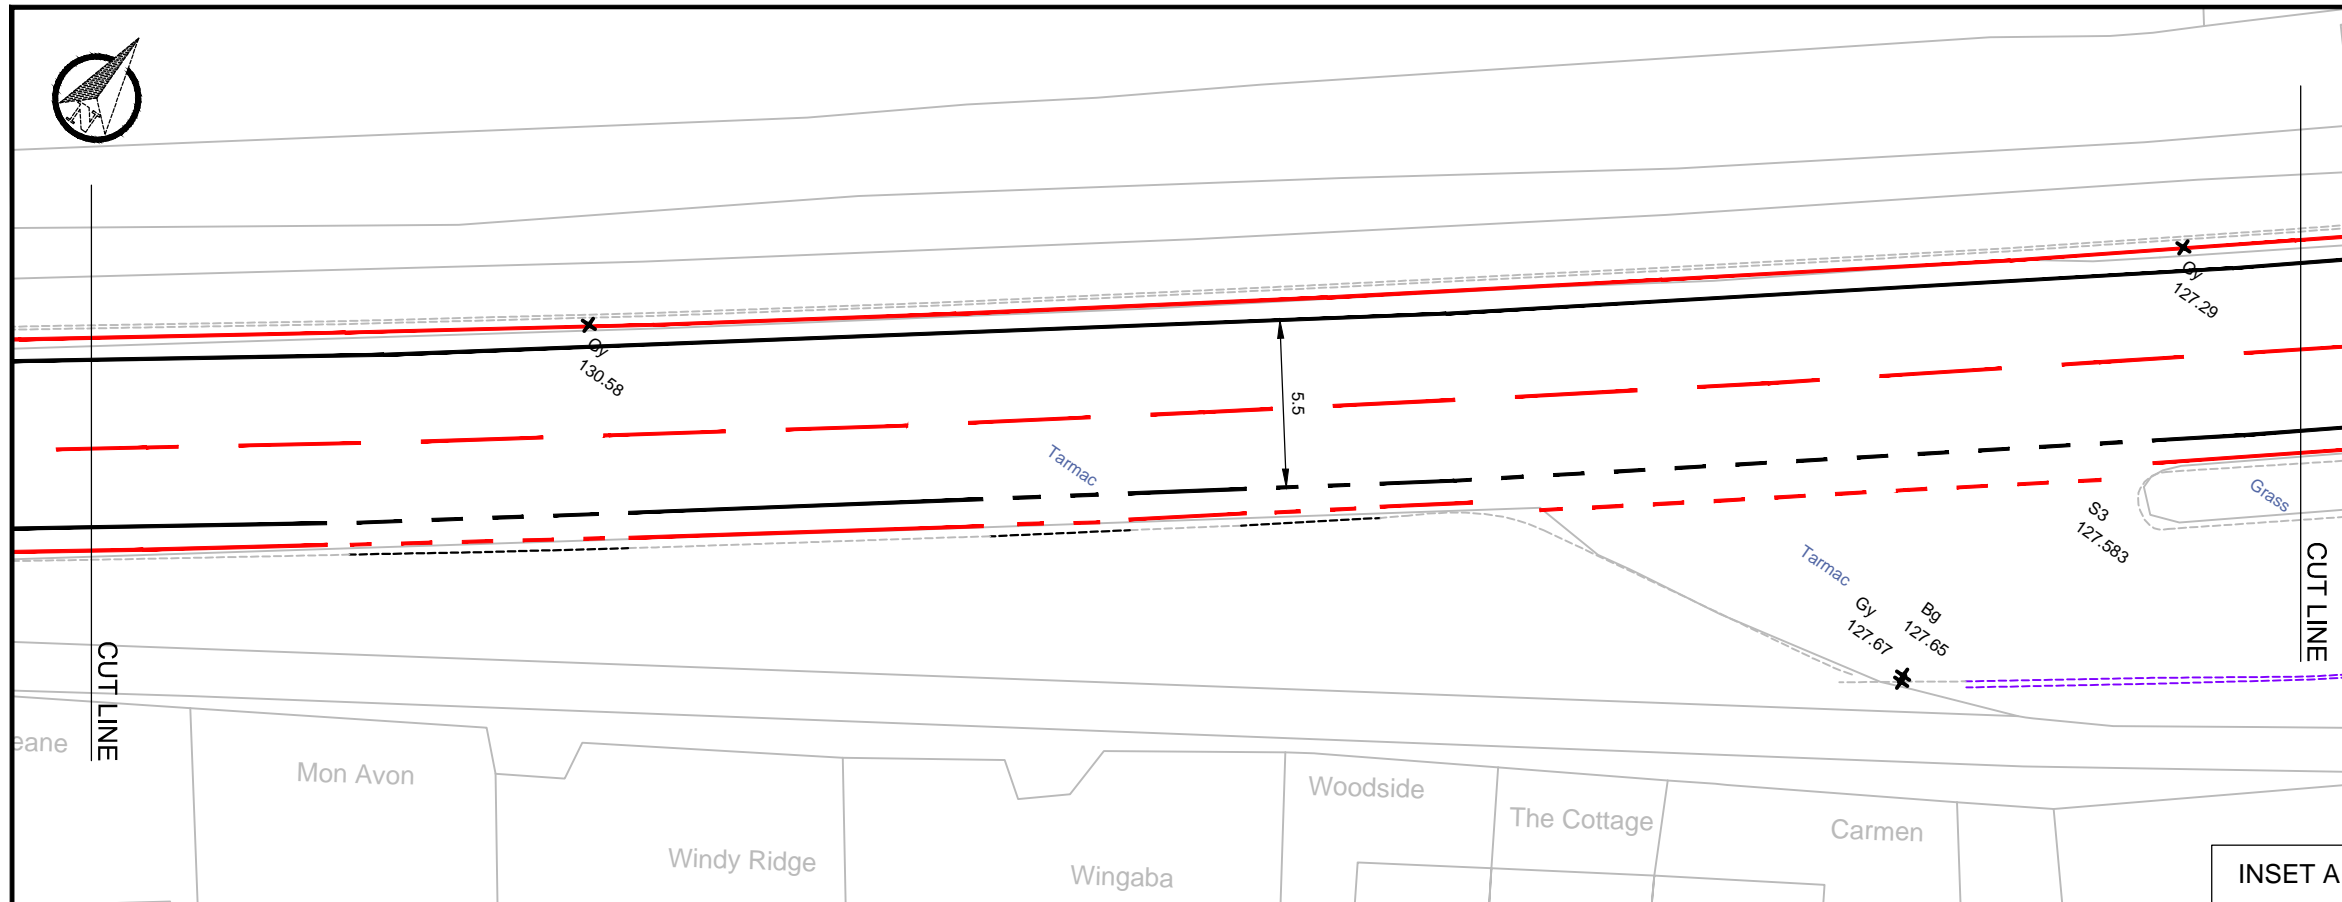 N
Gy
127.29
Gy
130.58
5.5
Tarmac
Grass
S3
127.583
Tarmac
CUT LINE
Gy
127.67
Bg
127.65
CUT LINE
eane
Mon Avon
Woodside
The Cottage
Carmen
Windy Ridge
Wingaba
INSET A